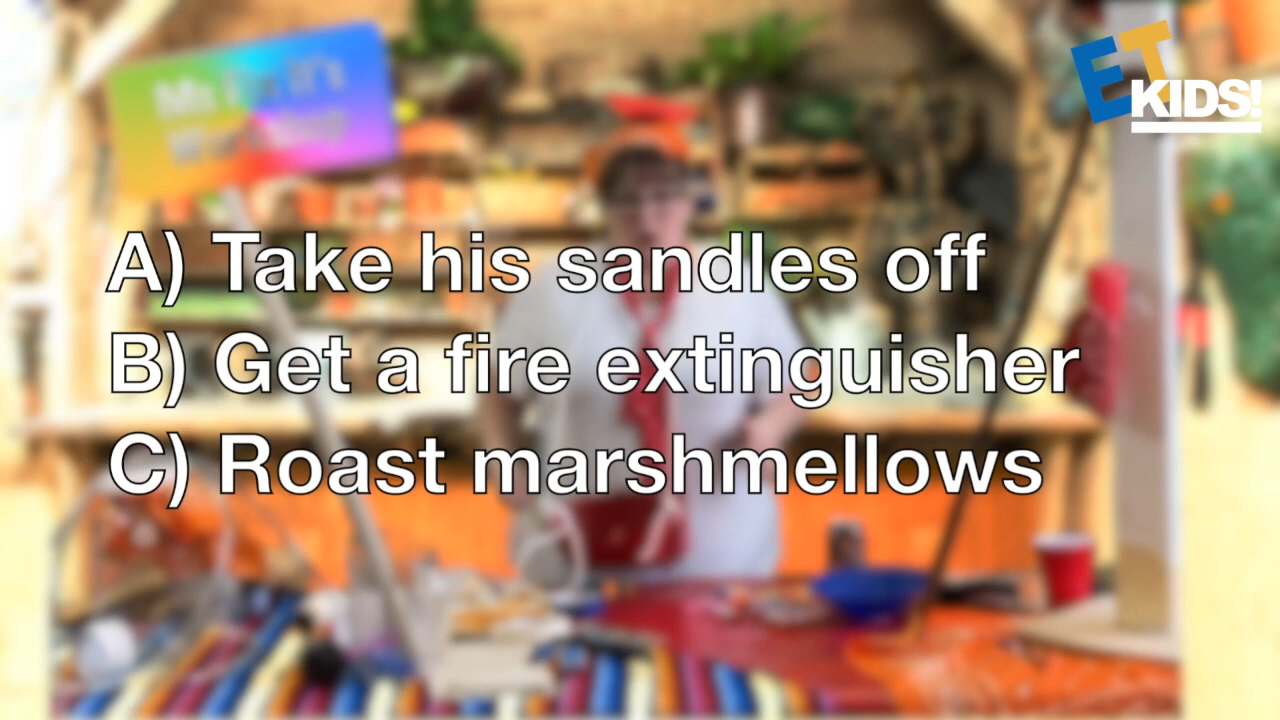 ET
KIDS!
A) Take his sandles off
B) Get a fire extinguisher
C) Roast marshmellows